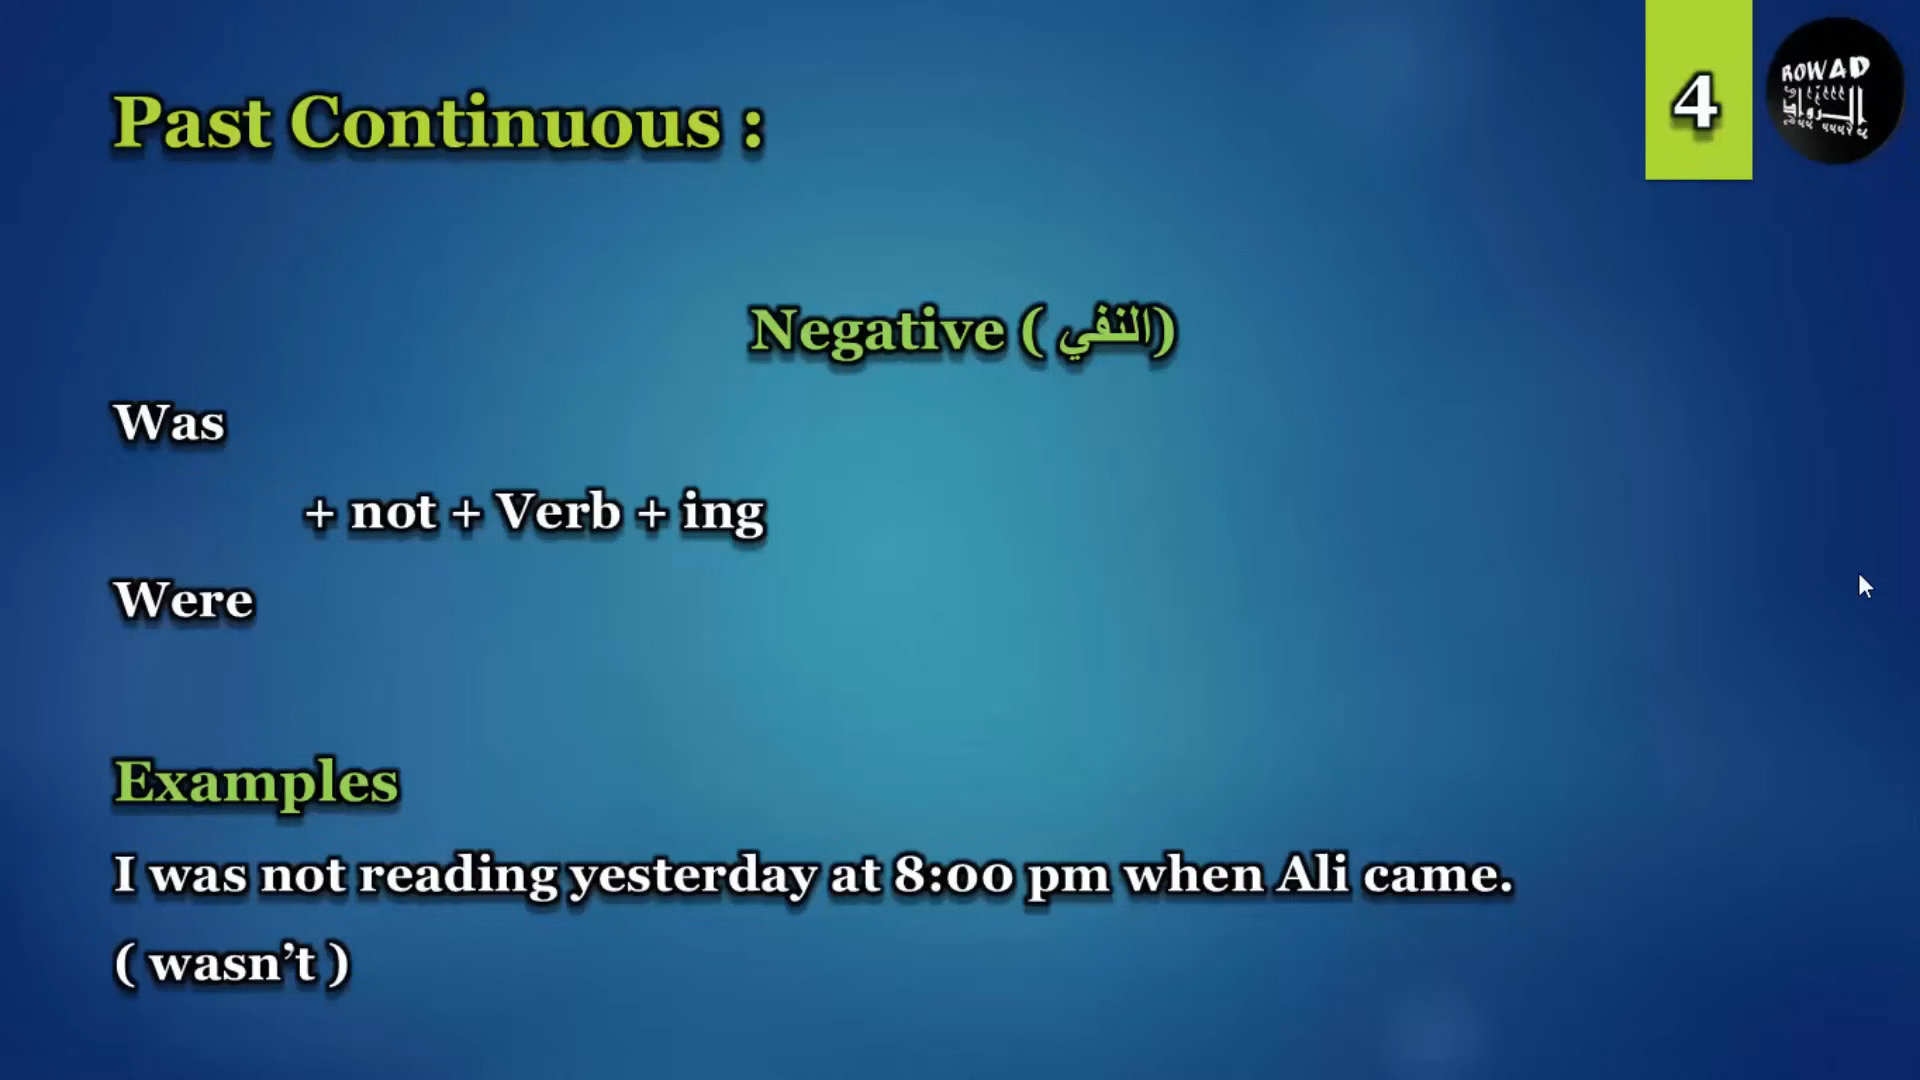 Past Continuous :
4
ROWAD
الرواد
Negative ( النفي)
Was
+ not + Verb + ing
Were
Examples
I was not reading yesterday at 8:00 pm when Ali came.
( wasn’t )